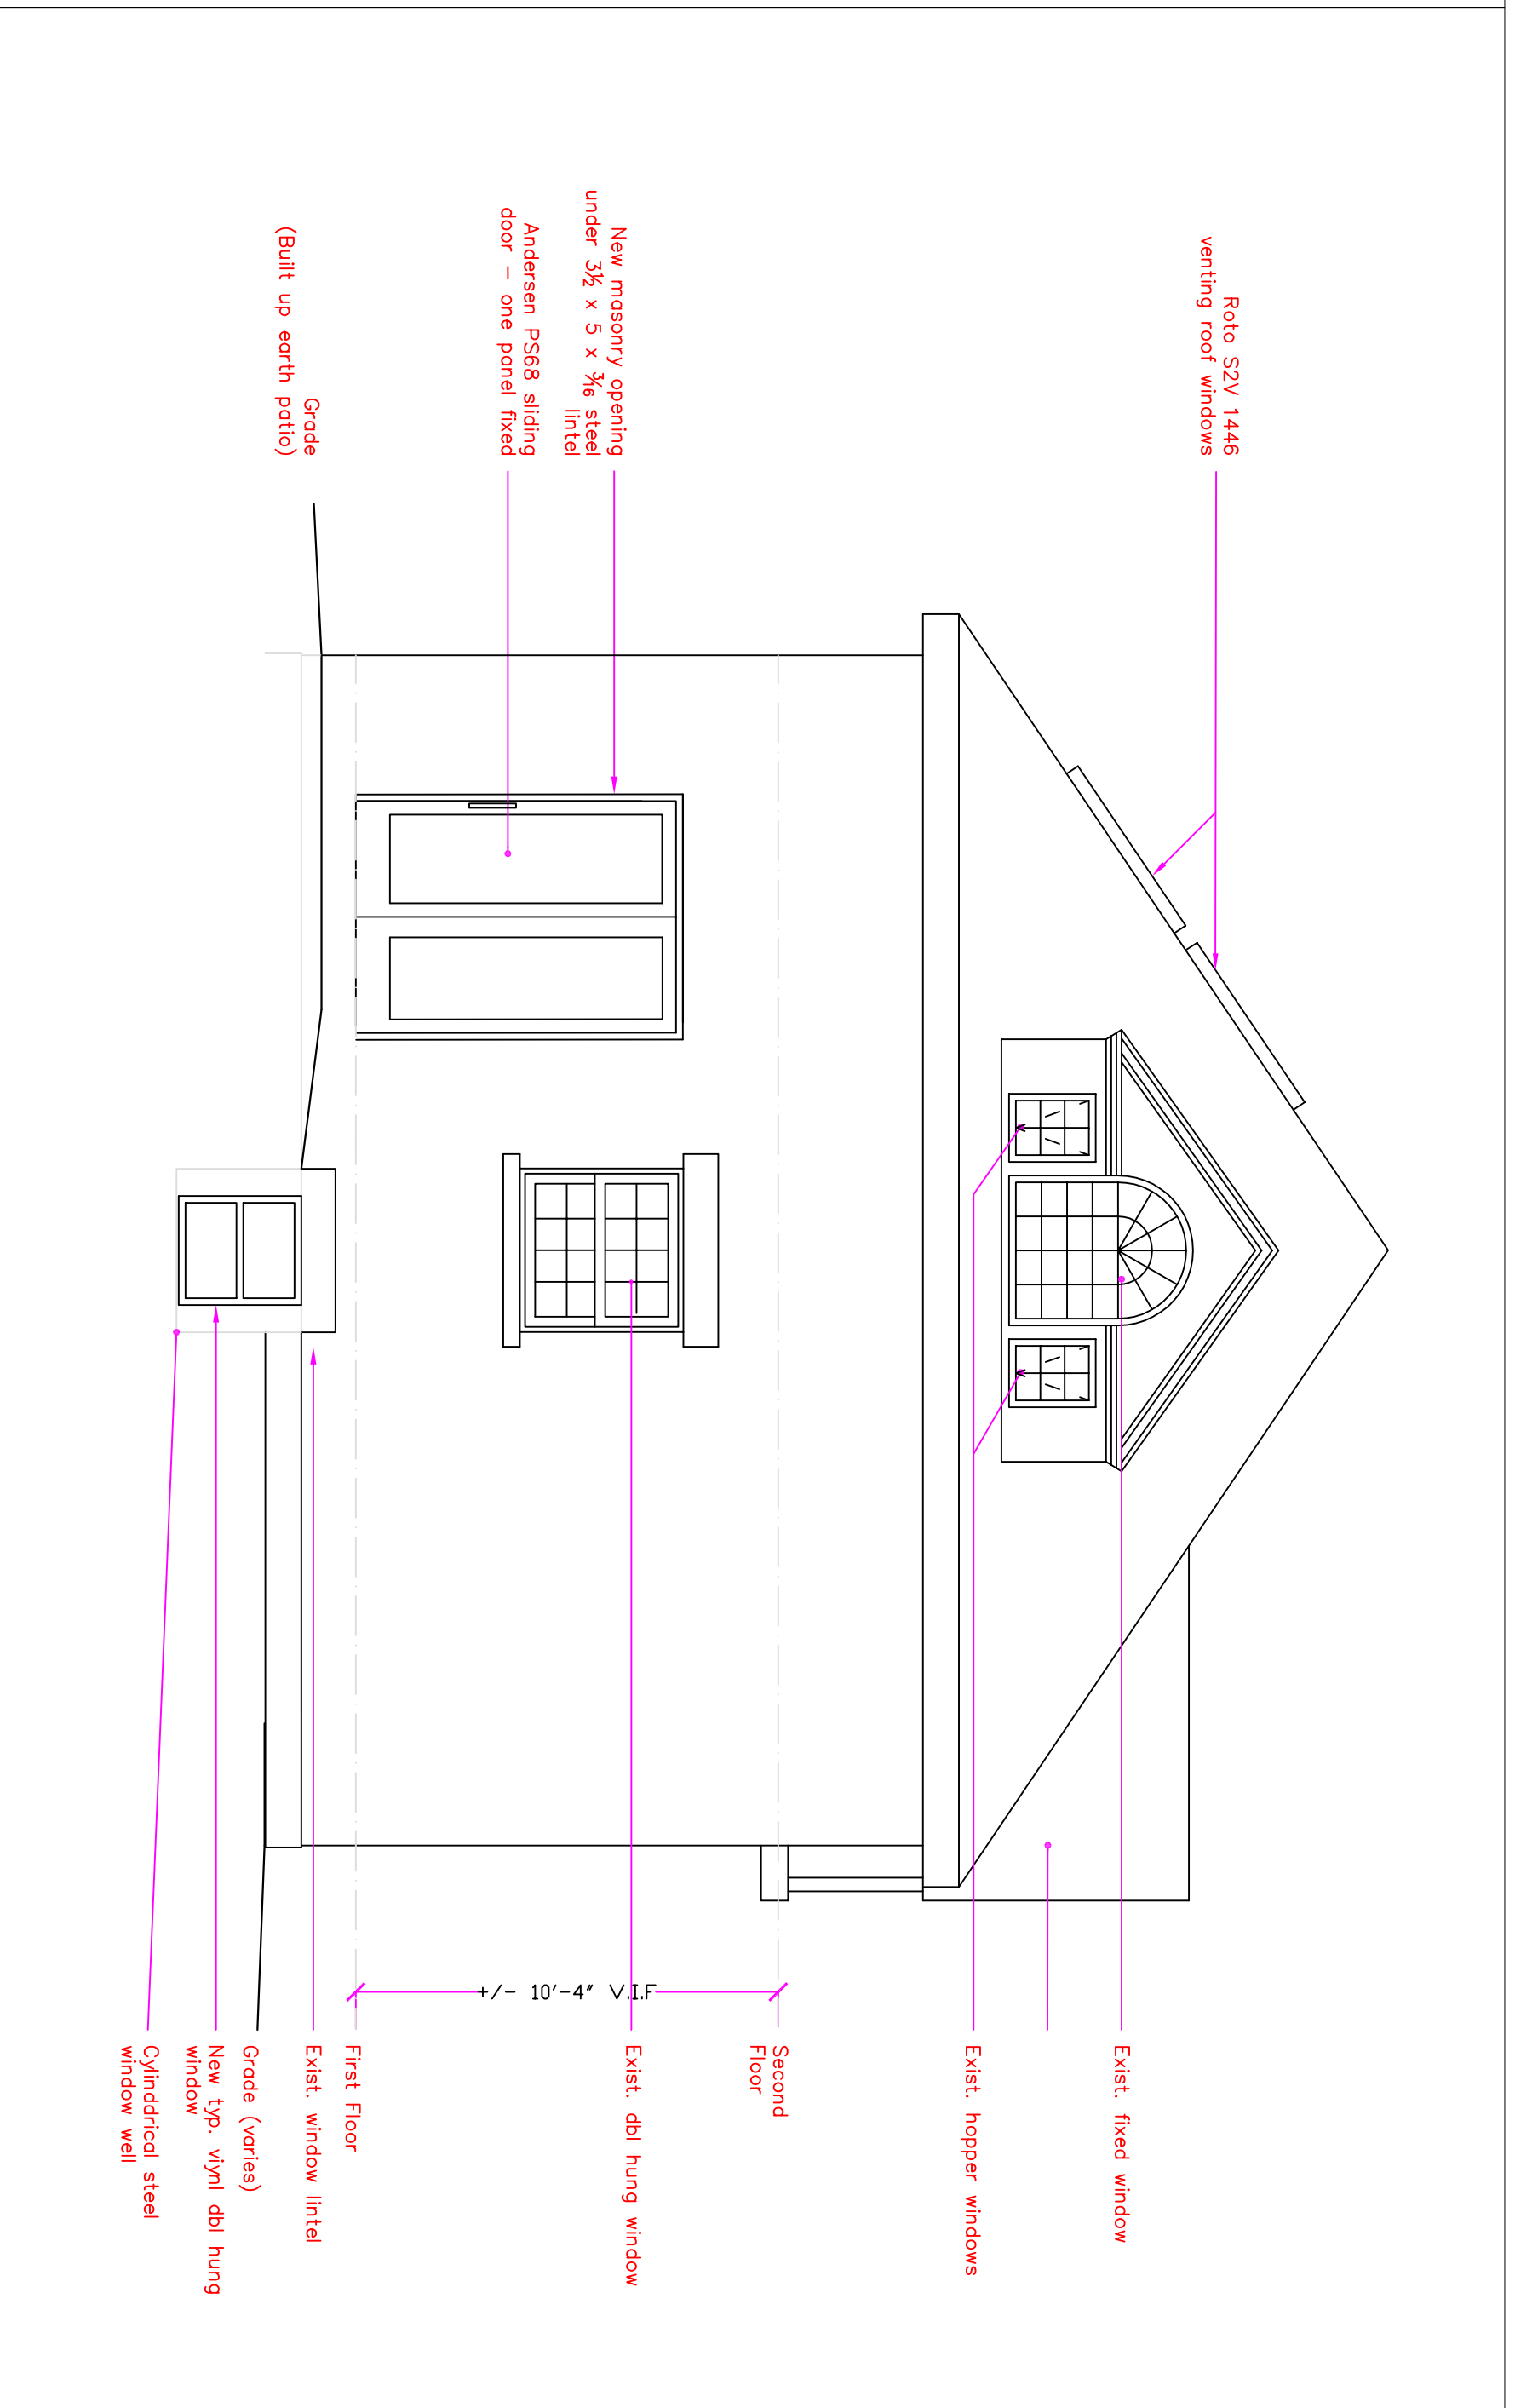 Roto S2V 1446
venting roof windows
New masonry opening
under 3½ x 5 x 3⁄16 steel
lintel
Andersen PS68 sliding
door – one panel fixed
Grade
(Built up earth patio)
Exist. fixed window
Exist. hopper windows
Second
Floor
+/- 10'-4" V.I.F
Exist. dbl hung window
First Floor
Exist. window lintel
Grade (varies)
New typ. viynl dbl hung
window
Cylinddrical steel
window well